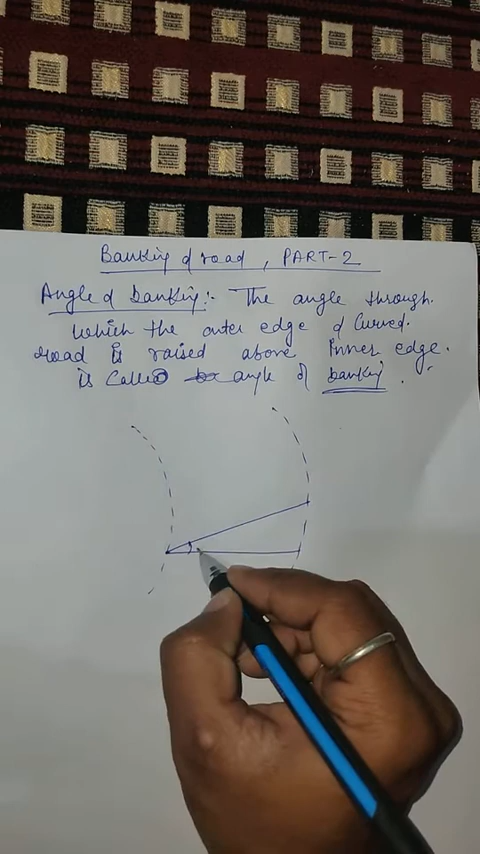 Banking of road, PART-2
Angle of banking:- The angle through
which the outer edge of curved
road is raised above inner edge
is called angle of banking.